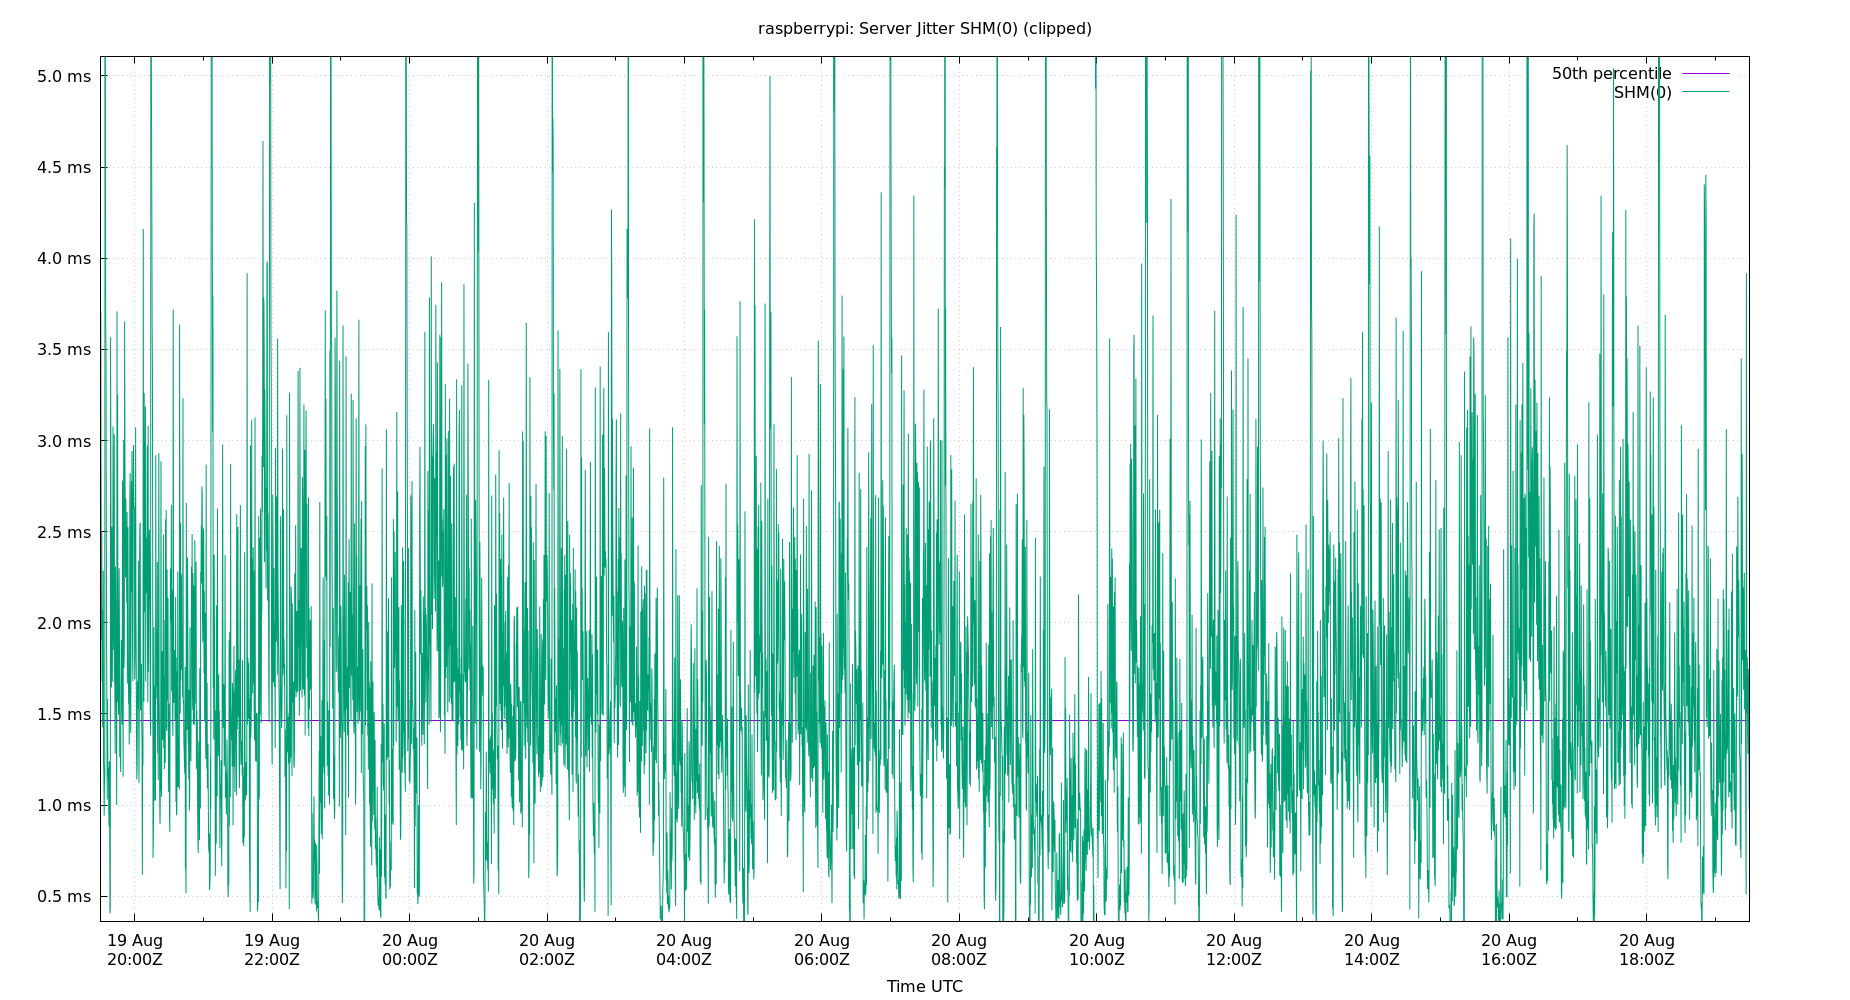 raspberrypi: Server Jitter SHM(0) (clipped)
50th percentile
SHM(0)
5.0 ms
4.5 ms
4.0 ms
3.5 ms
3.0 ms
2.5 ms
2.0 ms
1.5 ms
1.0 ms
0.5 ms
19 Aug 19 Aug 20 Aug 20 Aug 20 Aug 20 Aug 20 Aug 20 Aug 20 Aug 20 Aug 20 Aug 20 Aug
20:00Z 22:00Z 00:00Z 02:00Z 04:00Z 06:00Z 08:00Z 10:00Z 12:00Z 14:00Z 16:00Z 18:00Z
Time UTC